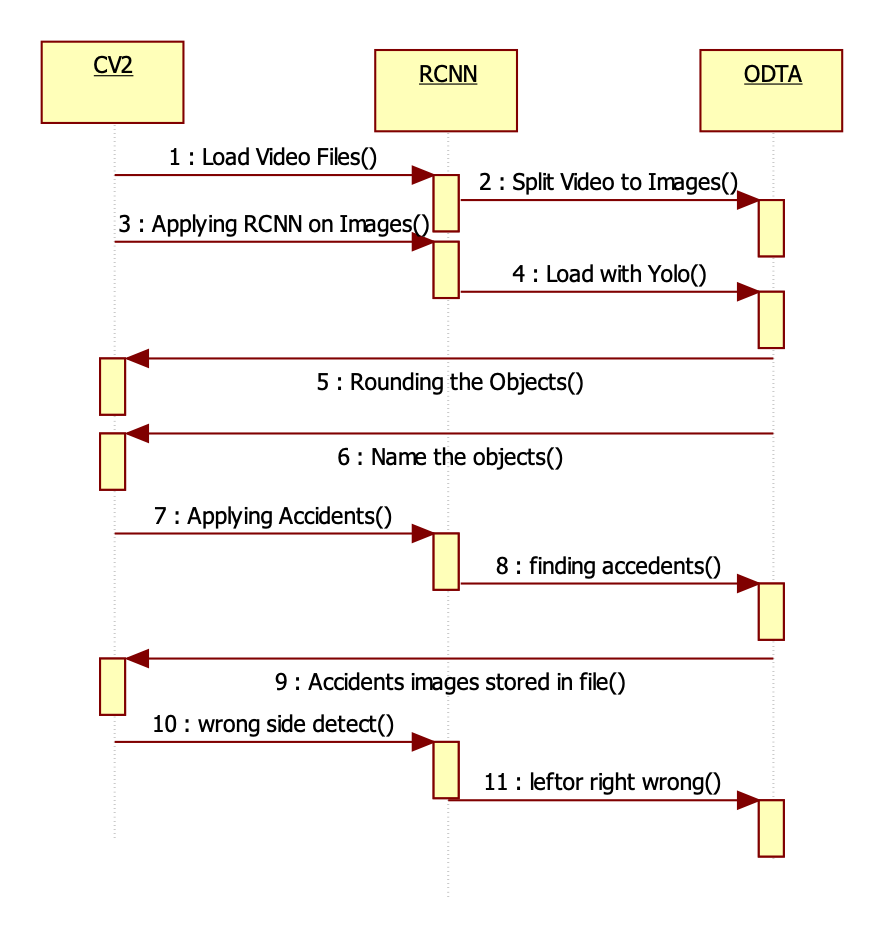 CV2
RCNN
ODTA
1 : Load Video Files()
2 : Split Video to Images()
3 : Applying RCNN on Images()
4 : Load with Yolo()
5 : Rounding the Objects()
6 : Name the objects()
7 : Applying Accidents()
8 : finding accedents()
9 : Accidents images stored in file()
10 : wrong side detect()
11 : leftor right wrong()